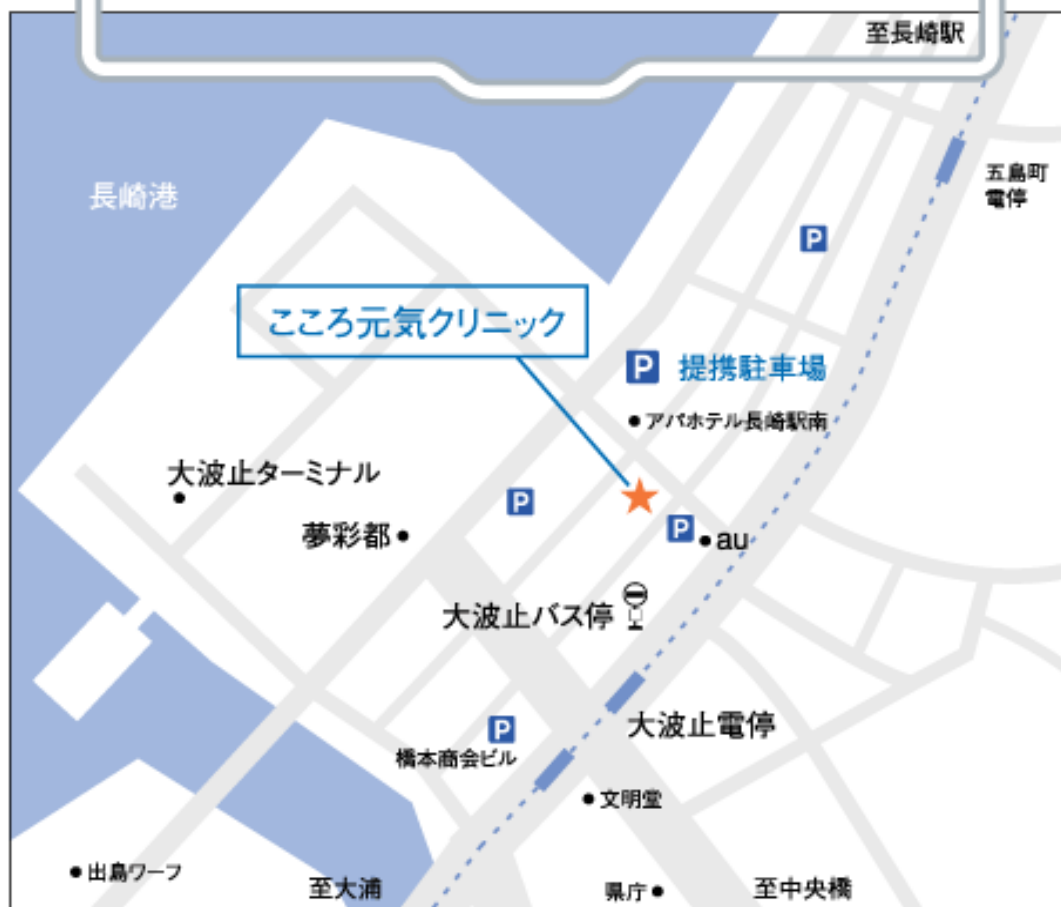 至長崎駅
五島町
電停
長崎港
P
こころ元気クリニック
P 提携駐車場
アパホテル長崎駅南
大波止ターミナル
P
P
夢彩都
au
大波止バス停
大波止電停
P
橋本商会ビル
文明堂
出島ワーフ
至大浦
県庁
至中央橋